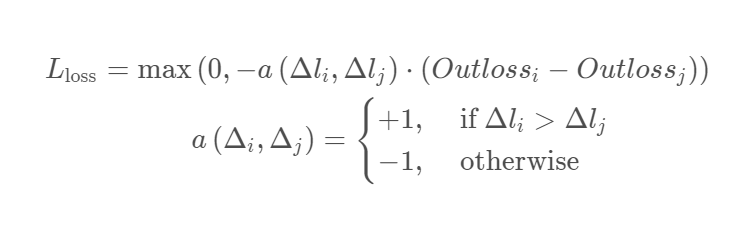 L_loss = max (0, −a (Δl_i, Δl_j) · (Outloss_i − Outloss_j))
a (Δ_i, Δ_j) = { +1, if Δl_i > Δl_j
−1, otherwise